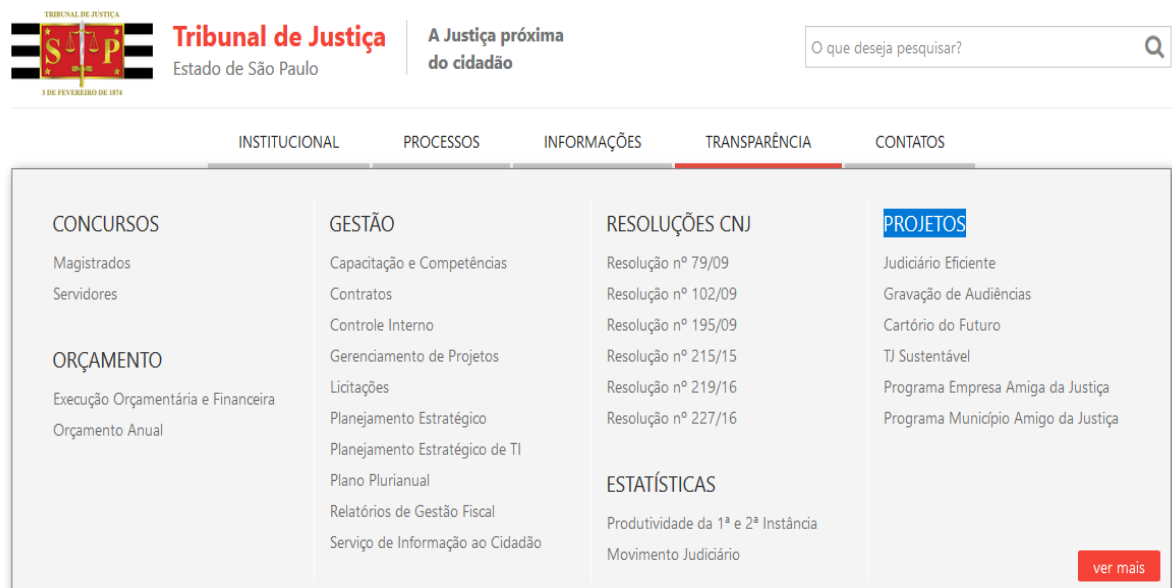 TRIBUNAL DE JUSTIÇA
S P
3 DE FEVEREIRO DE 1874
Tribunal de Justiça
Estado de São Paulo
A Justiça próxima
do cidadão
O que deseja pesquisar?
INSTITUCIONAL PROCESSOS INFORMAÇÕES TRANSPARÊNCIA CONTATOS
CONCURSOS
Magistrados
Servidores
ORÇAMENTO
Execução Orçamentária e Financeira
Orçamento Anual
GESTÃO
Capacitação e Competências
Contratos
Controle Interno
Gerenciamento de Projetos
Licitações
Planejamento Estratégico
Planejamento Estratégico de TI
Plano Plurianual
Relatórios de Gestão Fiscal
Serviço de Informação ao Cidadão
RESOLUÇÕES CNJ
Resolução nº 79/09
Resolução nº 102/09
Resolução nº 195/09
Resolução nº 215/15
Resolução nº 219/16
Resolução nº 227/16
ESTATÍSTICAS
Produtividade da 1ª e 2ª Instância
Movimento Judiciário
PROJETOS
Judiciário Eficiente
Gravação de Audiências
Cartório do Futuro
TJ Sustentável
Programa Empresa Amiga da Justiça
Programa Município Amigo da Justiça
ver mais